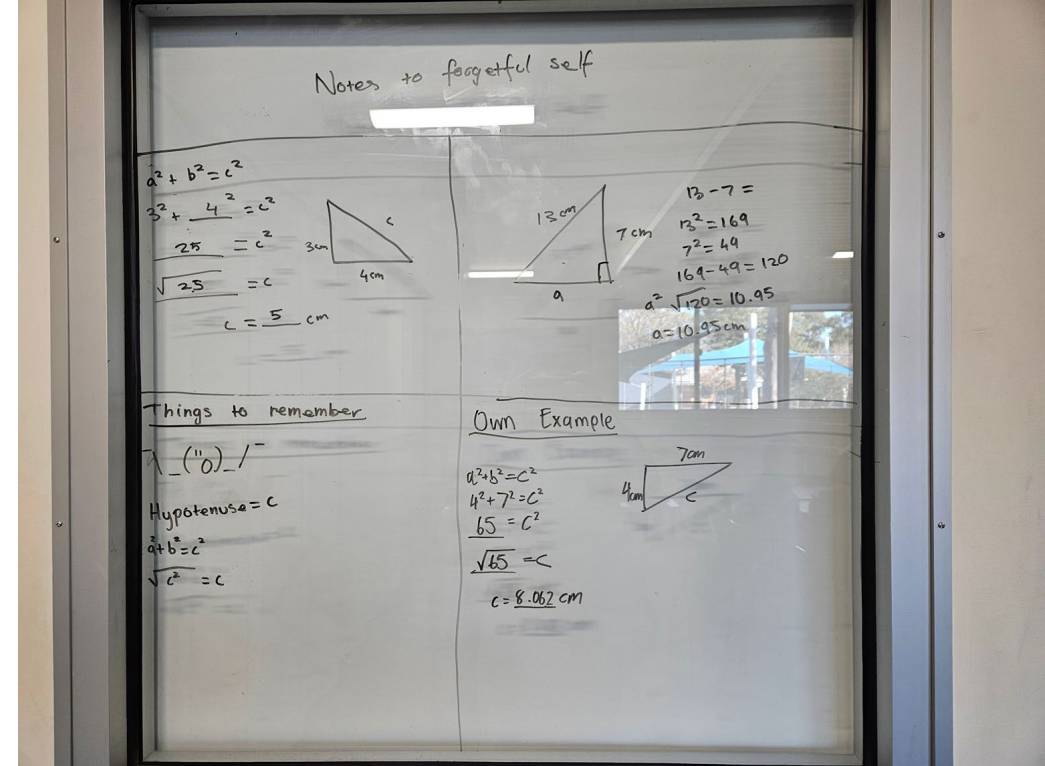 Notes to forgetful self
a² + b² = c²
3² + 4² = c²
25 = c²
√25 = c
c = 5 cm
3cm
c
4cm
13cm
7cm
a
13 - 7 =
13² = 169
7² = 49
169 - 49 = 120
a² √120 = 10.95
a = 10.95cm
Things to remember
¯\_("o)_/¯
Hypotenuse = c
a² + b² = c²
√c² = c
Own Example
a² + b² = c²
4² + 7² = c²
65 = c²
√65 = c
c = 8.062 cm
7cm
4cm
c